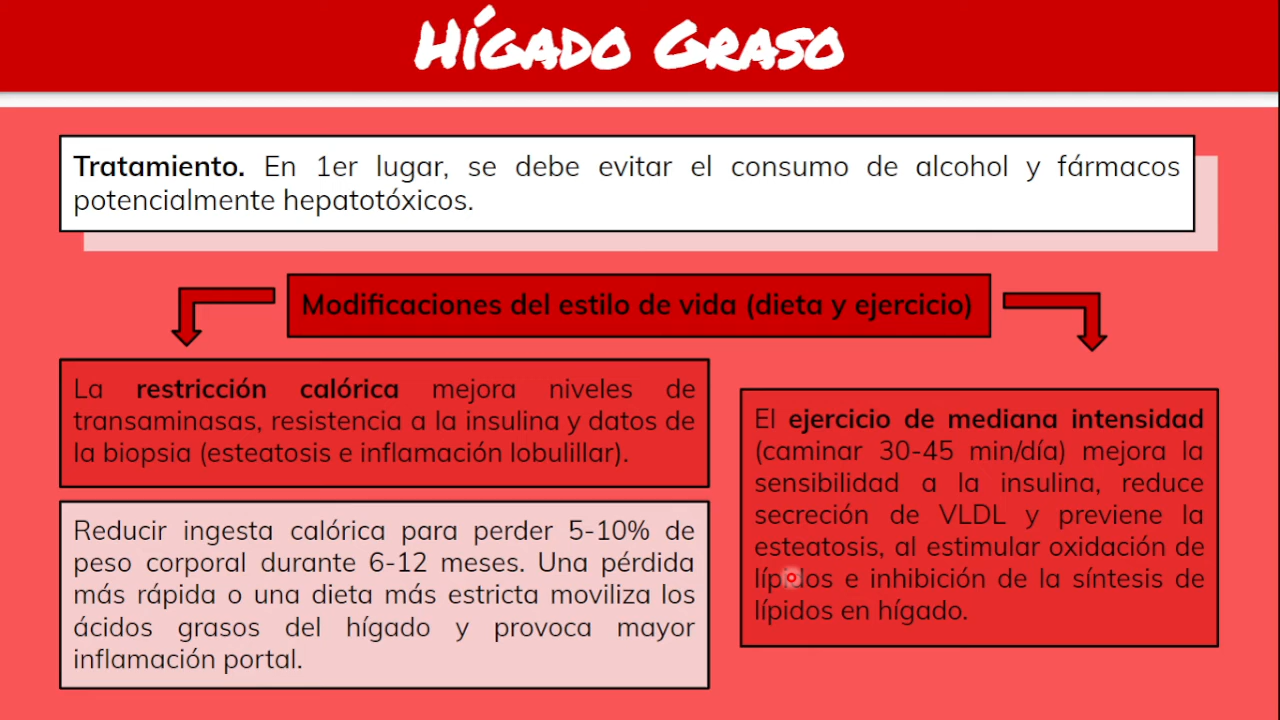 Hígado Graso
Tratamiento. En 1er lugar, se debe evitar el consumo de alcohol y fármacos
potencialmente hepatotóxicos.
Modificaciones del estilo de vida (dieta y ejercicio)
La restricción calórica mejora niveles de
transaminasas, resistencia a la insulina y datos de
la biopsia (esteatosis e inflamación lobulillar).
Reducir ingesta calórica para perder 5-10% de
peso corporal durante 6-12 meses. Una pérdida
más rápida o una dieta más estricta moviliza los
ácidos grasos del hígado y provoca mayor
inflamación portal.
El ejercicio de mediana intensidad
(caminar 30-45 min/día) mejora la
sensibilidad a la insulina, reduce
secreción de VLDL y previene la
esteatosis, al estimular oxidación de
lípidos e inhibición de la síntesis de
lípidos en hígado.